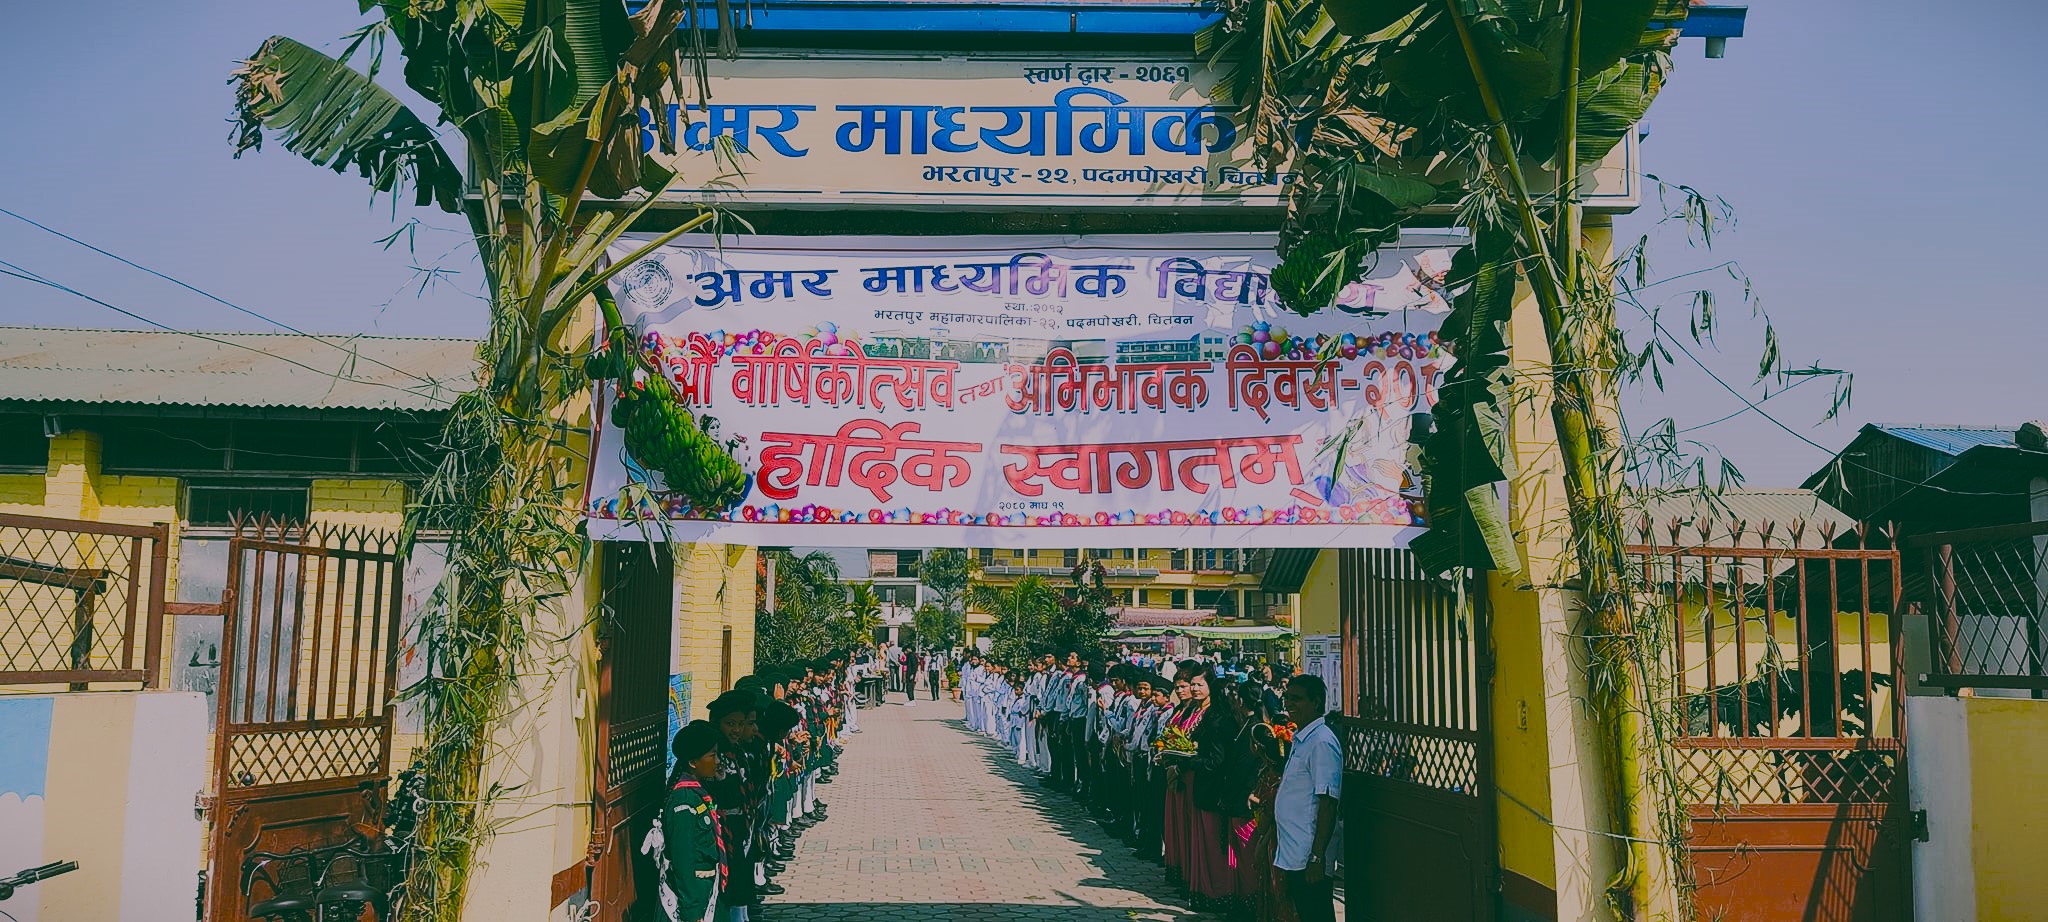 स्वर्ण द्वार - २०६१
अमर माध्यमिक
भरतपुर - २२, पदमपोखरी, चितवन
अमर माध्यमिक
स्था.:२०१२
भरतपुर महानगरपालिका-२२, पदमपोखरी, चितवन
औं वार्षिकोत्सव तथा अभिभावक दिवस-२०
हार्दिक स्वागतम्
२०८० माघ १९